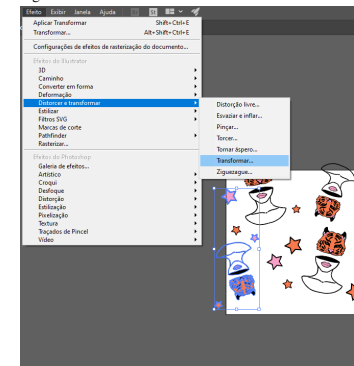 Efeito Exibir Janela Ajuda
Aplicar Transformar Shift+Ctrl+E
Transformar... Alt+Shift+Ctrl+E
Configurações de efeitos de rasterização do documento...
Efeitos do Illustrator
3D
Caminho
Converter em forma
Deformação
Distorcer e transformar
Estilizar
Filtros SVG
Marcas de corte
Pathfinder
Rasterizar...
Efeitos do Photoshop
Galeria de efeitos...
Artístico
Croqui
Desfoque
Distorção
Estilização
Pixelização
Textura
Traçados de Pincel
Vídeo
Distorção livre...
Esvaziar e inflar...
Pinçar...
Torcer...
Tornar áspero...
Transformar...
Ziguezague...